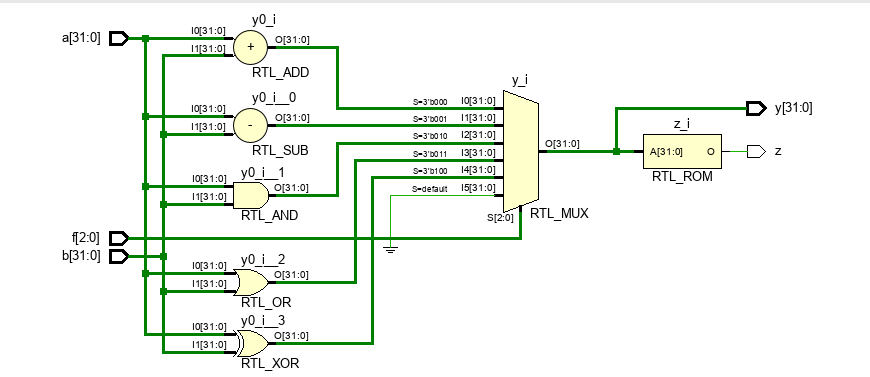 y0_i
a[31:0]
I0[31:0]
I1[31:0]
+
O[31:0]
RTL_ADD
y0_i__0
I0[31:0]
I1[31:0]
-
O[31:0]
RTL_SUB
y0_i__1
I0[31:0]
I1[31:0]
O[31:0]
RTL_AND
f[2:0]
b[31:0]
y0_i__2
I0[31:0]
I1[31:0]
O[31:0]
RTL_OR
y0_i__3
I0[31:0]
I1[31:0]
O[31:0]
RTL_XOR
y_i
S=3'b000 I0[31:0]
S=3'b001 I1[31:0]
S=3'b010 I2[31:0]
S=3'b011 I3[31:0]
S=3'b100 I4[31:0]
S=default I5[31:0]
S[2:0]
O[31:0]
RTL_MUX
y[31:0]
z_i
A[31:0] O
RTL_ROM
z